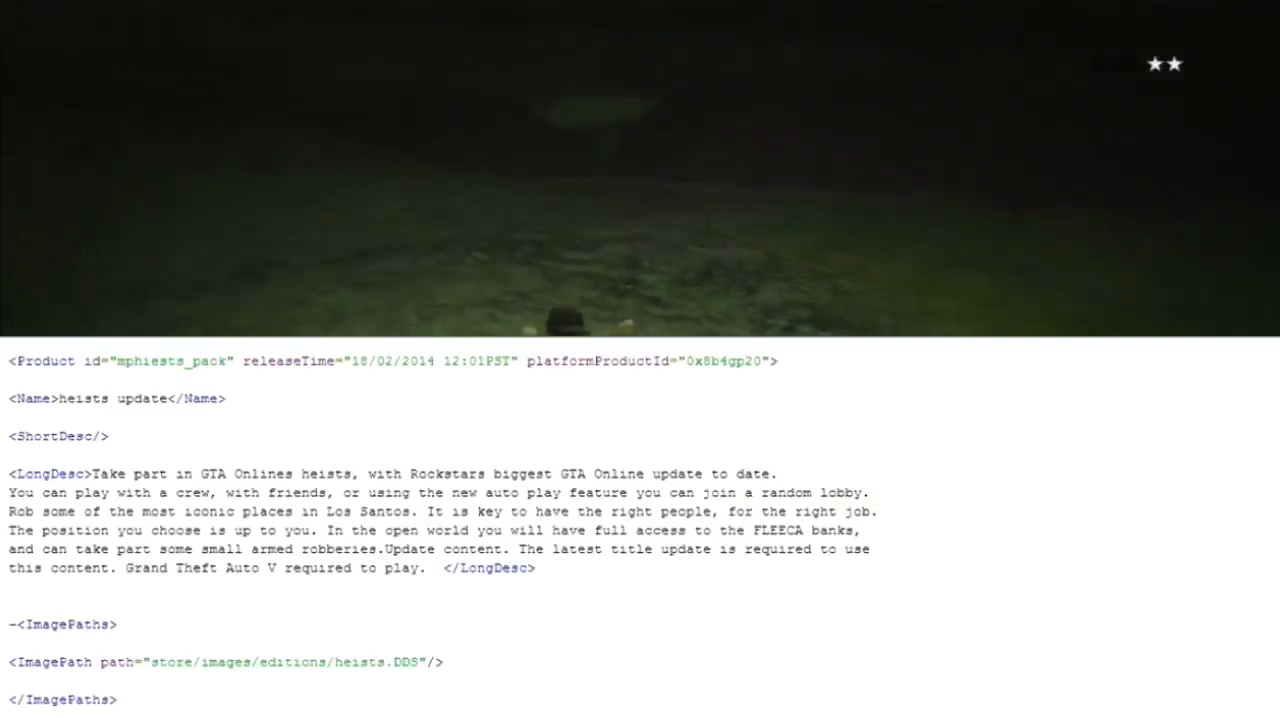 <Product id="mphiests_pack" releaseTime="18/02/2014 12:01PST" platformProductId="0x8b4gp20">
<Name>heists update</Name>
<ShortDesc/>
<LongDesc>Take part in GTA Onlines heists, with Rockstars biggest GTA Online update to date.
You can play with a crew, with friends, or using the new auto play feature you can join a random lobby.
Rob some of the most iconic places in Los Santos. It is key to have the right people, for the right job.
The position you choose is up to you. In the open world you will have full access to the FLEECA banks,
and can take part some small armed robberies.Update content. The latest title update is required to use
this content. Grand Theft Auto V required to play.  </LongDesc>
-<ImagePaths>
<ImagePath path="store/images/editions/heists.DDS"/>
</ImagePaths>